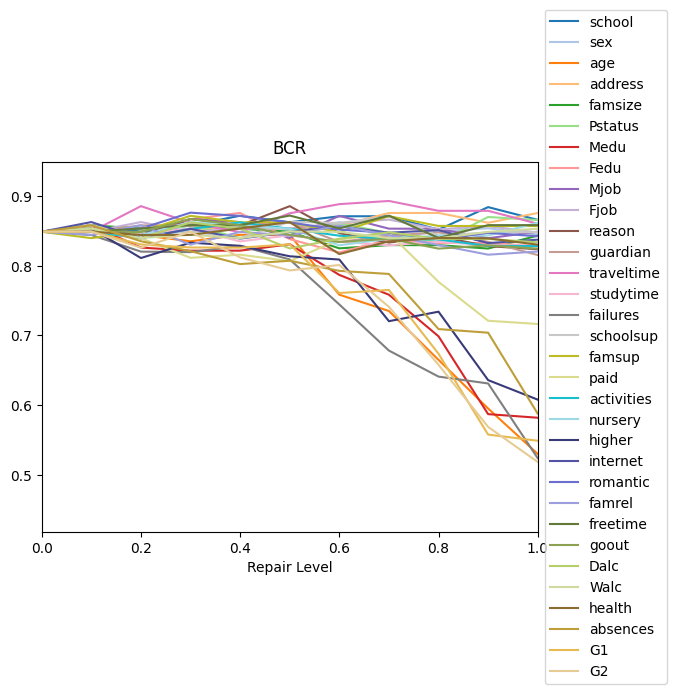 BCR
0.9
0.8
0.7
0.6
0.5
0.0
0.2
0.4
0.6
0.8
1.0
Repair Level
school
sex
age
address
famsize
Pstatus
Medu
Fedu
Mjob
Fjob
reason
guardian
traveltime
studytime
failures
schoolsup
famsup
paid
activities
nursery
higher
internet
romantic
famrel
freetime
goout
Dalc
Walc
health
absences
G1
G2